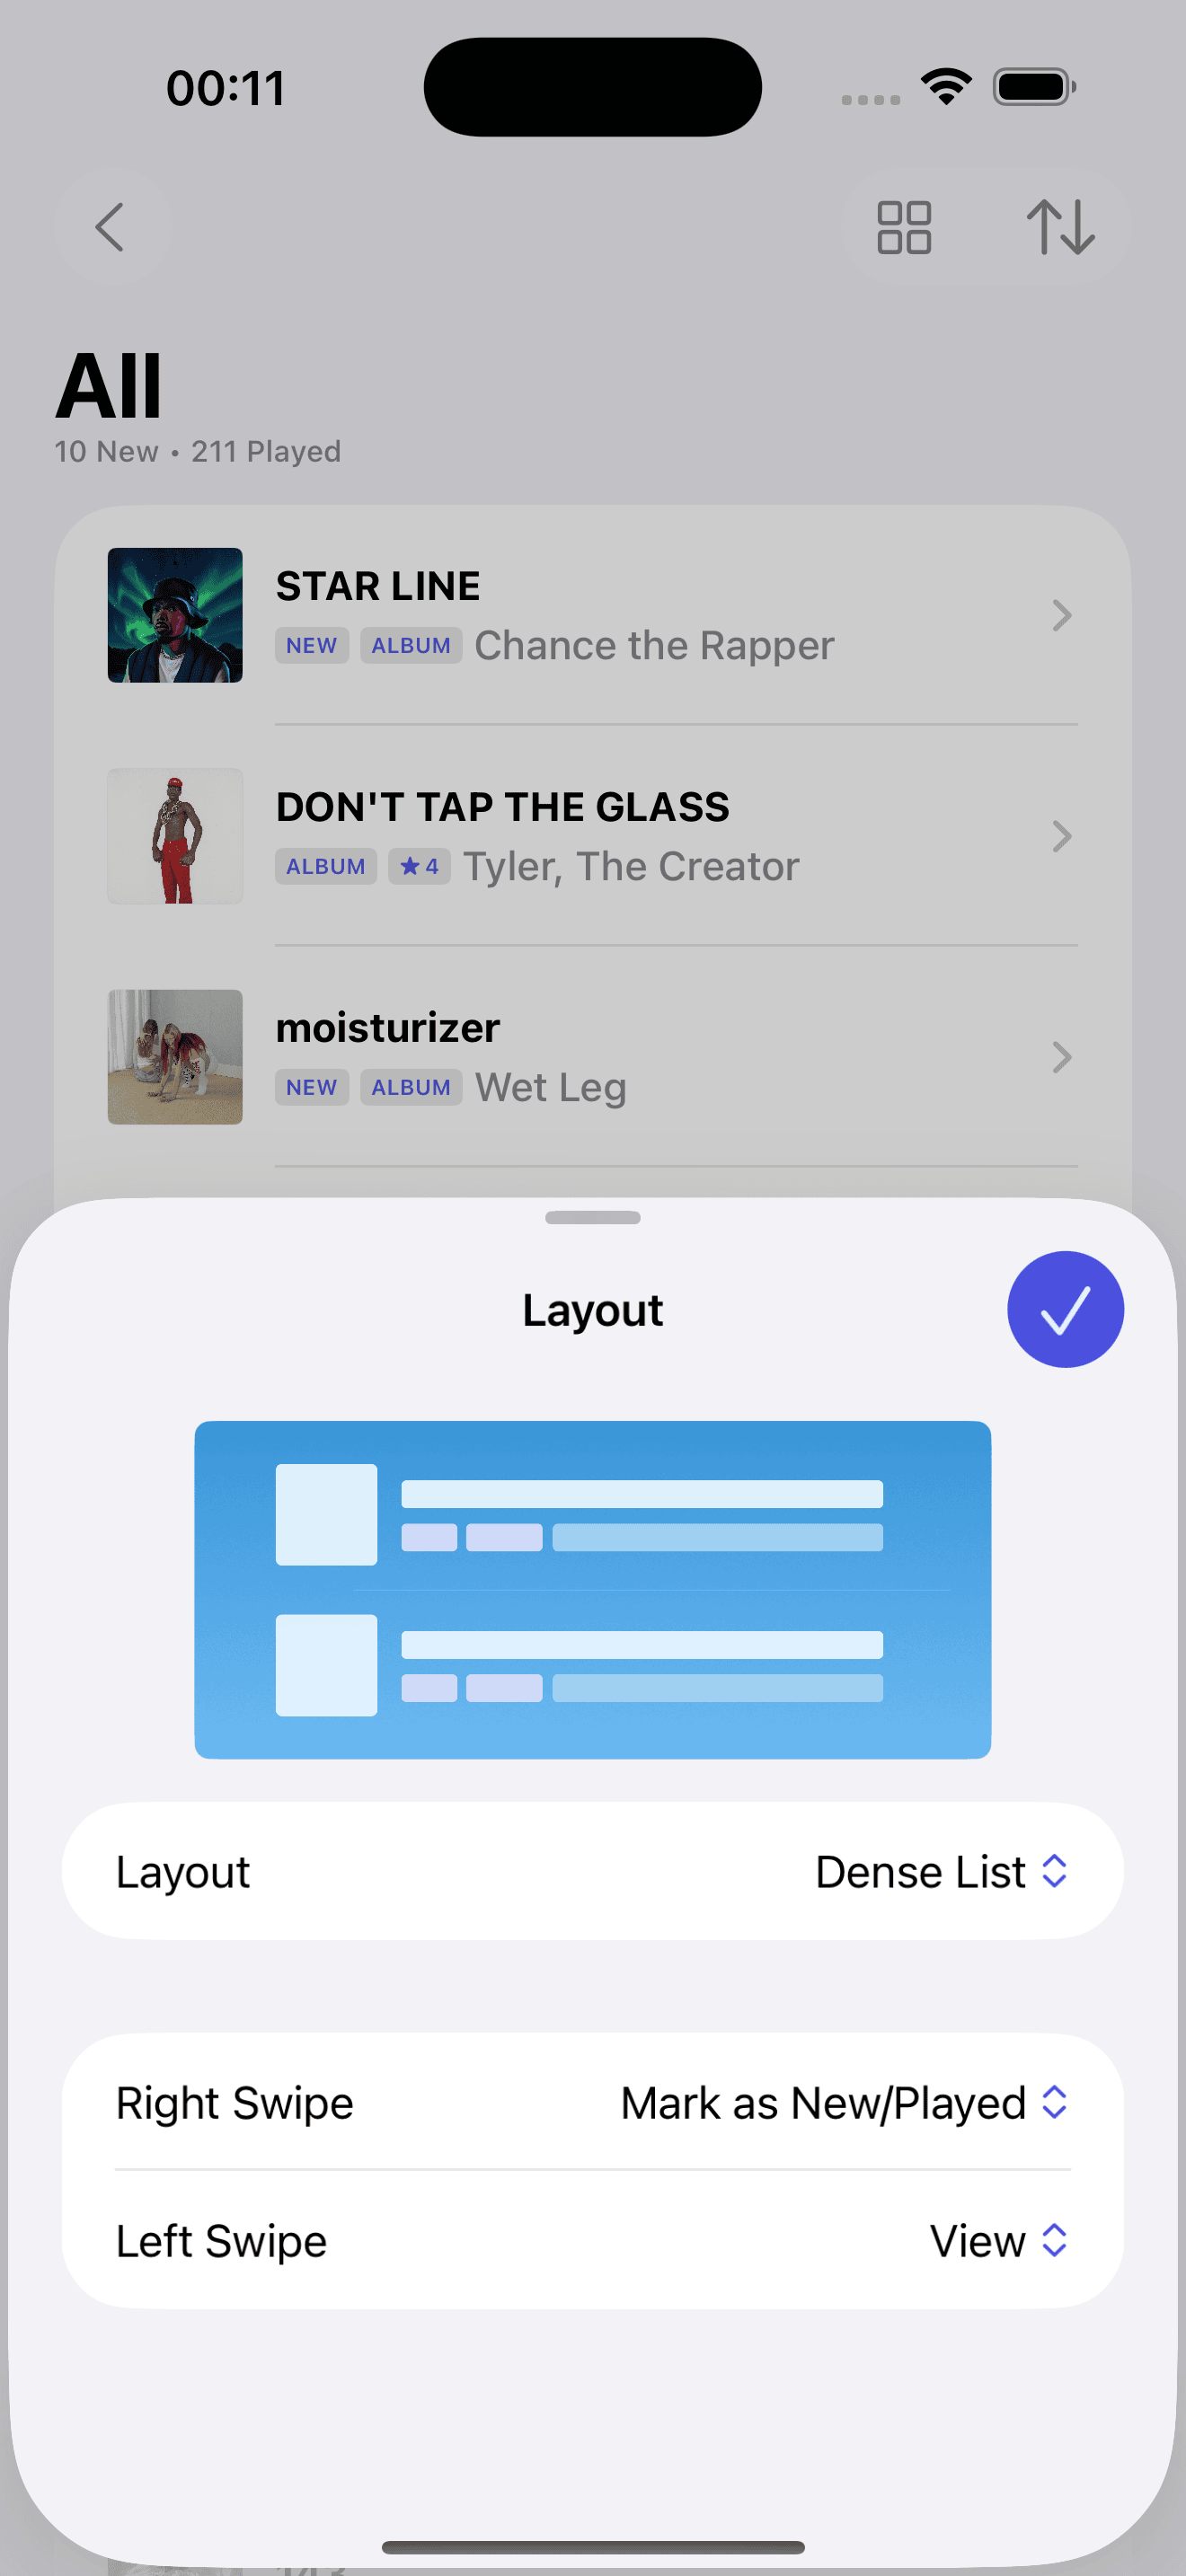 00:11
All
10 New • 211 Played
STAR LINE
NEW ALBUM Chance the Rapper
DON'T TAP THE GLASS
ALBUM ★ 4 Tyler, The Creator
moisturizer
NEW ALBUM Wet Leg
Layout
Layout Dense List
Right Swipe Mark as New/Played
Left Swipe View